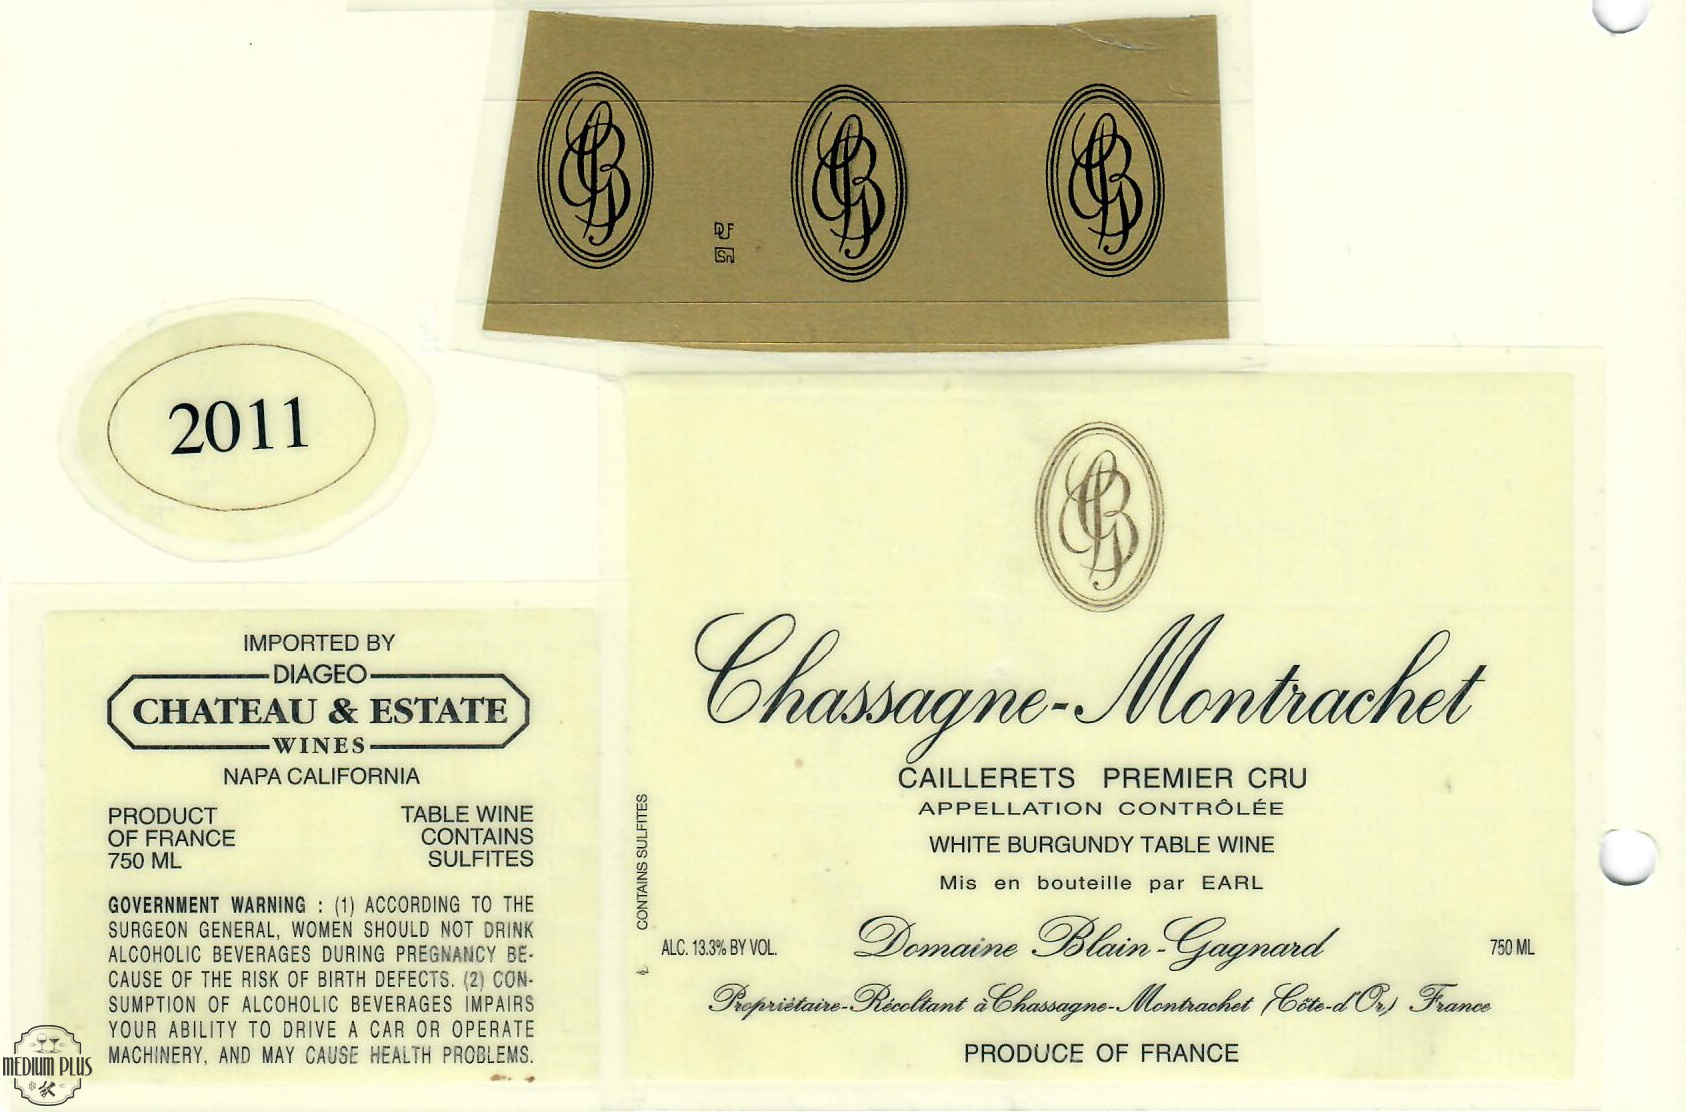 DUF
Sn
2011
IMPORTED BY
DIAGEO
CHATEAU & ESTATE
WINES
NAPA CALIFORNIA
PRODUCT
OF FRANCE
750 ML
TABLE WINE
CONTAINS
SULFITES
GOVERNMENT WARNING : (1) ACCORDING TO THE
SURGEON GENERAL, WOMEN SHOULD NOT DRINK
ALCOHOLIC BEVERAGES DURING PREGNANCY BE-
CAUSE OF THE RISK OF BIRTH DEFECTS. (2) CON-
SUMPTION OF ALCOHOLIC BEVERAGES IMPAIRS
YOUR ABILITY TO DRIVE A CAR OR OPERATE
MACHINERY, AND MAY CAUSE HEALTH PROBLEMS.
Chassagne-Montrachet
CAILLERETS PREMIER CRU
APPELLATION CONTRÔLÉE
WHITE BURGUNDY TABLE WINE
Mis en bouteille par EARL
CONTAINS SULFITES
ALC. 13.3% BY VOL.
Domaine Blain-Gagnard
750 ML
Propriétaire-Récoltant à Chassagne-Montrachet (Côte-d'Or) France
PRODUCE OF FRANCE
MEDIUM PLUS